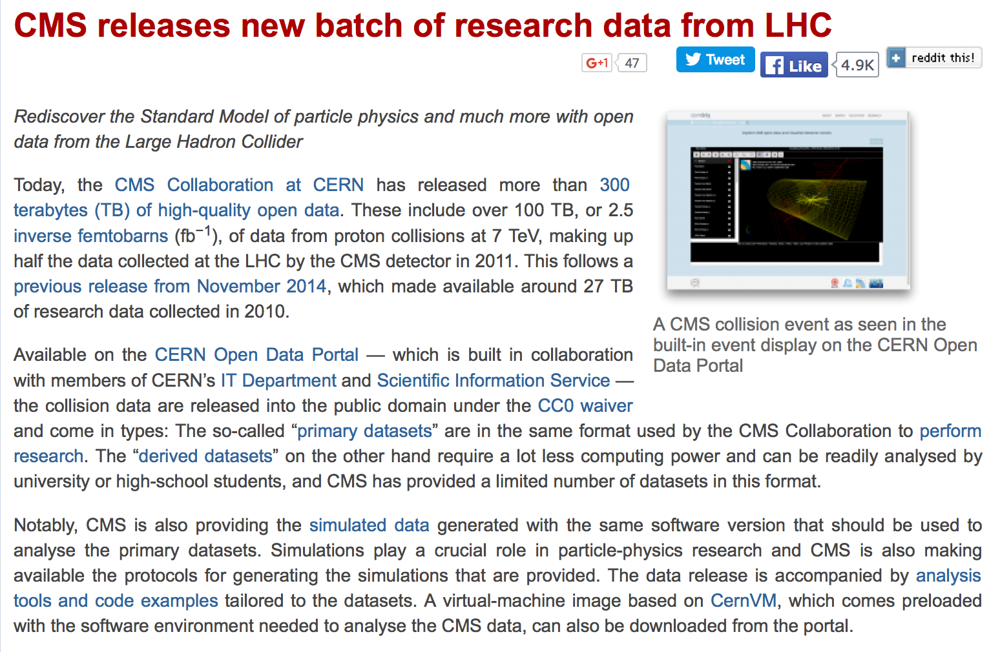 CMS releases new batch of research data from LHC
G+1 47 Tweet Like 4.9K reddit this!
Rediscover the Standard Model of particle physics and much more with open
data from the Large Hadron Collider
Today, the CMS Collaboration at CERN has released more than 300
terabytes (TB) of high-quality open data. These include over 100 TB, or 2.5
inverse femtobarns (fb⁻¹), of data from proton collisions at 7 TeV, making up
half the data collected at the LHC by the CMS detector in 2011. This follows a
previous release from November 2014, which made available around 27 TB
of research data collected in 2010.
A CMS collision event as seen in the
built-in event display on the CERN Open
Data Portal
Available on the CERN Open Data Portal — which is built in collaboration
with members of CERN’s IT Department and Scientific Information Service —
the collision data are released into the public domain under the CC0 waiver
and come in types: The so-called “primary datasets” are in the same format used by the CMS Collaboration to perform
research. The “derived datasets” on the other hand require a lot less computing power and can be readily analysed by
university or high-school students, and CMS has provided a limited number of datasets in this format.
Notably, CMS is also providing the simulated data generated with the same software version that should be used to
analyse the primary datasets. Simulations play a crucial role in particle-physics research and CMS is also making
available the protocols for generating the simulations that are provided. The data release is accompanied by analysis
tools and code examples tailored to the datasets. A virtual-machine image based on CernVM, which comes preloaded
with the software environment needed to analyse the CMS data, can also be downloaded from the portal.